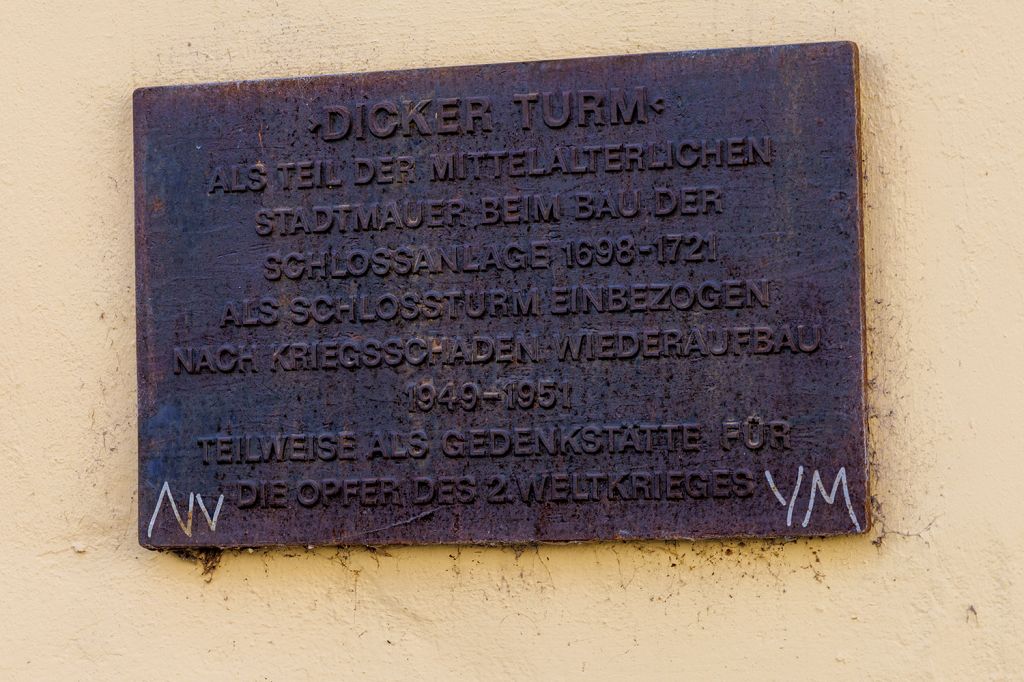 ›DICKER TURM‹
ALS TEIL DER MITTELALTERLICHEN
STADTMAUER BEIM BAU DER
SCHLOSSANLAGE 1698-1721
ALS SCHLOSSTURM EINBEZOGEN
NACH KRIEGSSCHADEN WIEDERAUFBAU
1949-1951
TEILWEISE ALS GEDENKSTÄTTE FÜR
DIE OPFER DES 2. WELTKRIEGES